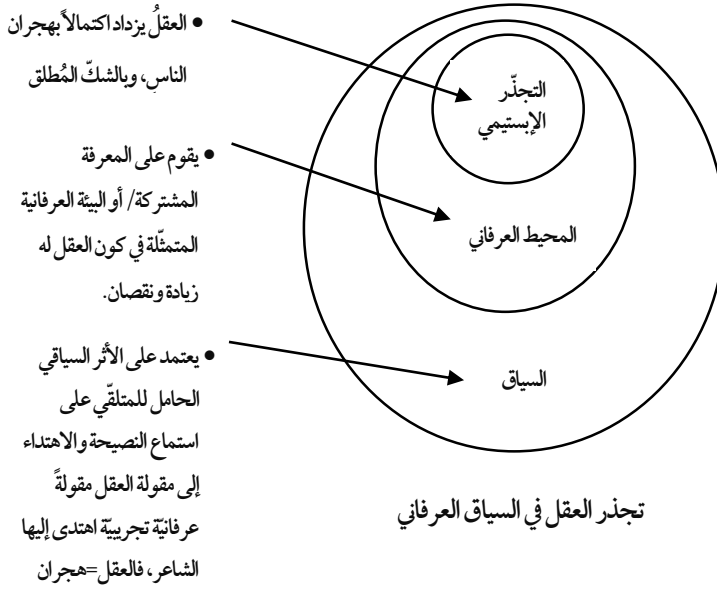 • العقلُ يزداد اكتمالاً بهجران
الناسِ، وبالشكّ المُطلق
• يقوم على المعرفة
المشتركة/ أو البيئة العرفانية
المتمثّلة في كون العقل له
زيادة ونقصان.
• يعتمد على الأثر السياقي
الحامل للمتلقّي على
استماع النصيحة والاهتداء
إلى مقولة العقل مقولةً
عرفانيّة تجريبيّة اهتدى إليها
الشاعر، فالعقل=هجران
التجذّر
الإبستيمي
المحيط العرفاني
السياق
تجذر العقل في السياق العرفاني